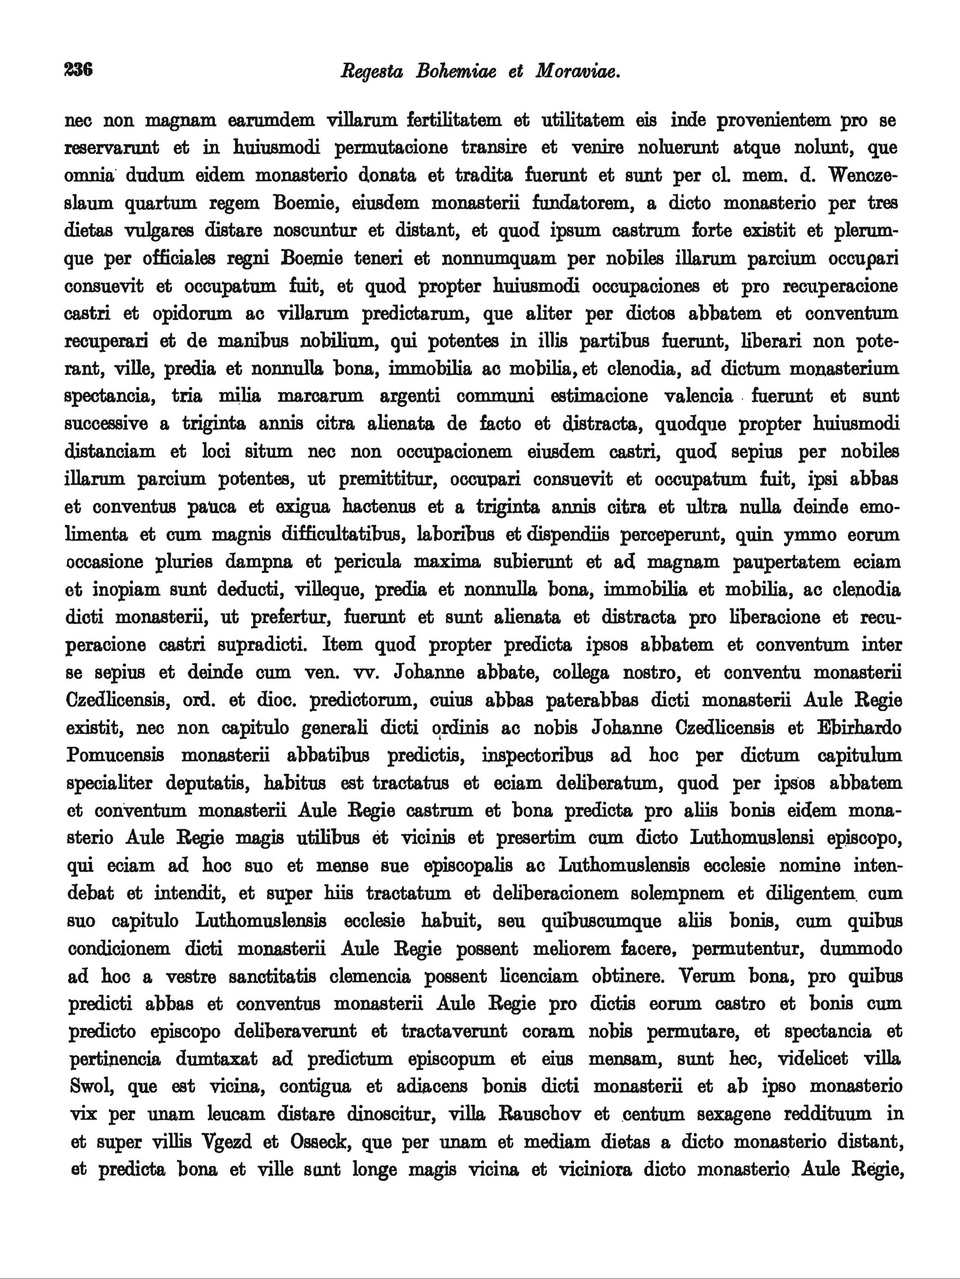 236
Regesta Bohemiae et Moraviae.
nec non magnam earumdem villarum fertilitatem et utilitatem eis inde provenientem pro se
reservarunt et in huiusmodi permutacione transire et venire noluerunt atque nolunt, que
omnia dudum eidem monasterio donata et tradita fuerunt et sunt per cl. mem. d. Wencze-
slaum quartum regem Boemie, eiusdem monasterii fundatorem, a dicto monasterio per tres
dietas vulgares distare noscuntur et distant, et quod ipsum castrum forte existit et plerum-
que per officiales regni Boemie teneri et nonnumquam per nobiles illarum parcium occupari
consuevit et occupatum fuit, et quod propter huiusmodi occupaciones et pro recuperacione
castri et opidorum ac villarum predictarum, que aliter per dictos abbatem et conventum
recuperari et de manibus nobilium, qui potentes in illis partibus fuerunt, liberari non pote-
rant, ville, predia et nonnulla bona, immobilia ac mobilia, et clenodia, ad dictum monasterium
spectancia, tria milia marcarum argenti communi estimacione valencia fuerunt et sunt
successive a triginta annis citra alienata de facto et distracta, quodque propter huiusmodi
distanciam et loci situm nec non occupacionem eiusdem castri, quod sepius per nobiles
illarum parcium potentes, ut premittitur, occupari consuevit et occupatum fuit, ipsi abbas
et conventus pauca et exigua hactenus et a triginta annis citra et ultra nulla deinde emo-
limenta et cum magnis difficultatibus, laboribus et dispendiis perceperunt, quin ymmo eorum
occasione pluries dampna et pericula maxima subierunt et ad magnam paupertatem eciam
et inopiam sunt deducti, villeque, predia et nonnulla bona, immobilia et mobilia, ac clenodia
dicti monasterii, ut prefertur, fuerunt et sunt alienata et distracta pro liberacione et recu-
peracione castri supradicti. Item quod propter predicta ipsos abbatem et conventum inter
se sepius et deinde cum ven. vv. Johanne abbate, collega nostro, et conventu monasterii
Czedlicensis, ord. et dioc. predictorum, cuius abbas paterabbas dicti monasterii Aule Regie
existit, nec non capitulo generali dicti ordinis ac nobis Johanne Czedlicensis et Ebirhardo
Pomucensis monasterii abbatibus predictis, inspectoribus ad hoc per dictum capitulum
specialiter deputatis, habitus est tractatus et eciam deliberatum, quod per ipsos abbatem
et conventum monasterii Aule Regie castrum et bona predicta pro aliis bonis eidem mona-
sterio Aule Regie magis utilibus et vicinis et presertim cum dicto Luthomuslensi episcopo,
qui eciam ad hoc suo et mense sue episcopalis ac Luthomuslensis ecclesie nomine inten-
debat et intendit, et super hiis tractatum et deliberacionem solempnem et diligentem cum
suo capitulo Luthomuslensis ecclesie habuit, seu quibuscumque aliis bonis, cum quibus
condicionem dicti monasterii Aule Regie possent meliorem facere, permutentur, dummodo
ad hoc a vestre sanctitatis clemencia possent licenciam obtinere. Verum bona, pro quibus
predicti abbas et conventus monasterii Aule Regie pro dictis eorum castro et bonis cum
predicto episcopo deliberaverunt et tractaverunt coram nobis permutare, et spectancia et
pertinencia dumtaxat ad predictum episcopum et eius mensam, sunt hec, videlicet villa
Swol, que est vicina, contigua et adiacens bonis dicti monasterii et ab ipso monasterio
vix per unam leucam distare dinoscitur, villa Rauschov et centum sexagene reddituum in
et super villis Vgezd et Osseck, que per unam et mediam dietas a dicto monasterio distant,
et predicta bona et ville sunt longe magis vicina et viciniora dicto monasterio Aule Regie,